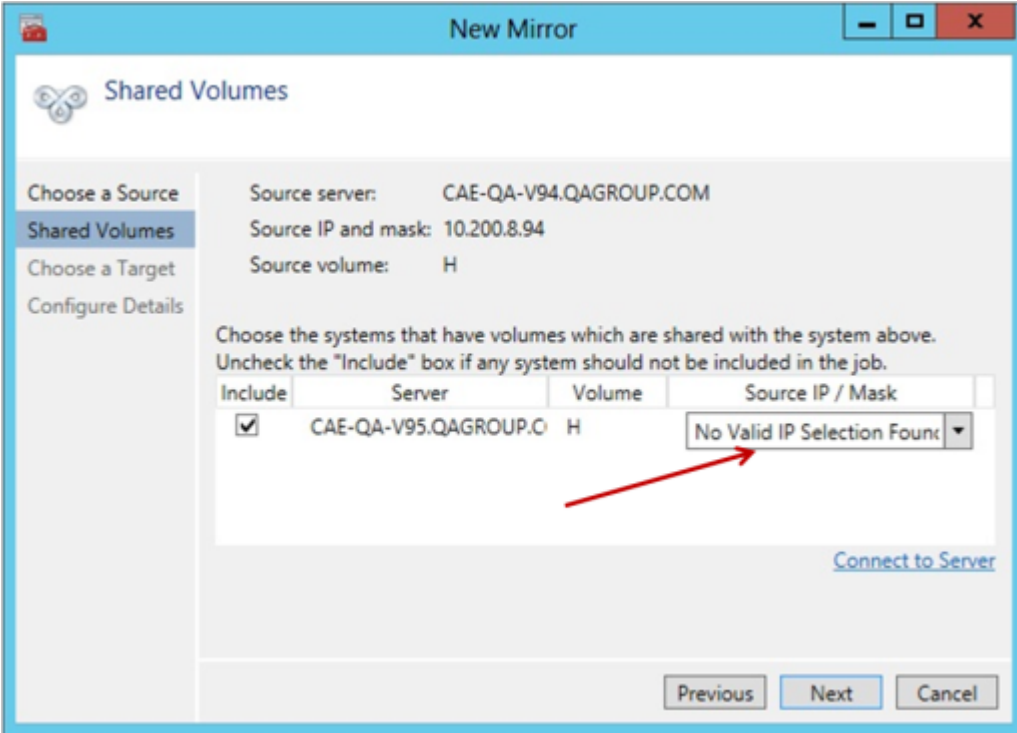 New Mirror
Shared Volumes
Choose a Source
Shared Volumes
Choose a Target
Configure Details
Source server: CAE-QA-V94.QAGROUP.COM
Source IP and mask: 10.200.8.94
Source volume: H
Choose the systems that have volumes which are shared with the system above.
Uncheck the "Include" box if any system should not be included in the job.
Include Server Volume Source IP / Mask
CAE-QA-V95.QAGROUP.C H No Valid IP Selection Found
Connect to Server
Previous Next Cancel